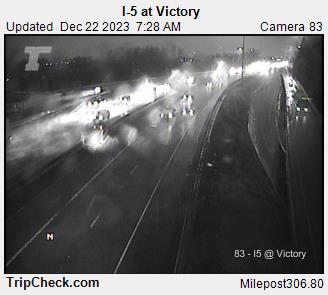 I-5 at Victory
Updated Dec 22 2023 7:28 AM Camera 83
T
N
83 - I5 @ Victory
TripCheck.com Milepost306.80